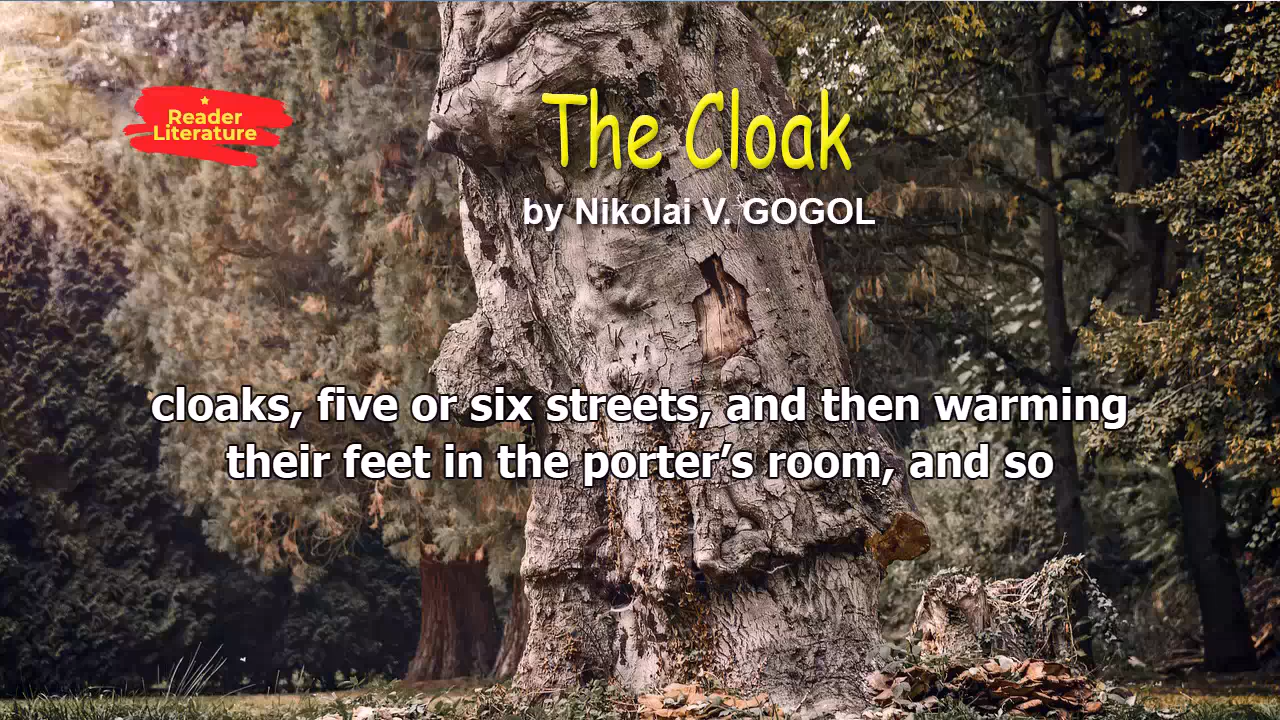 Reader
Literature
The Cloak
by Nikolai V. GOGOL
cloaks, five or six streets, and then warming
their feet in the porter’s room, and so